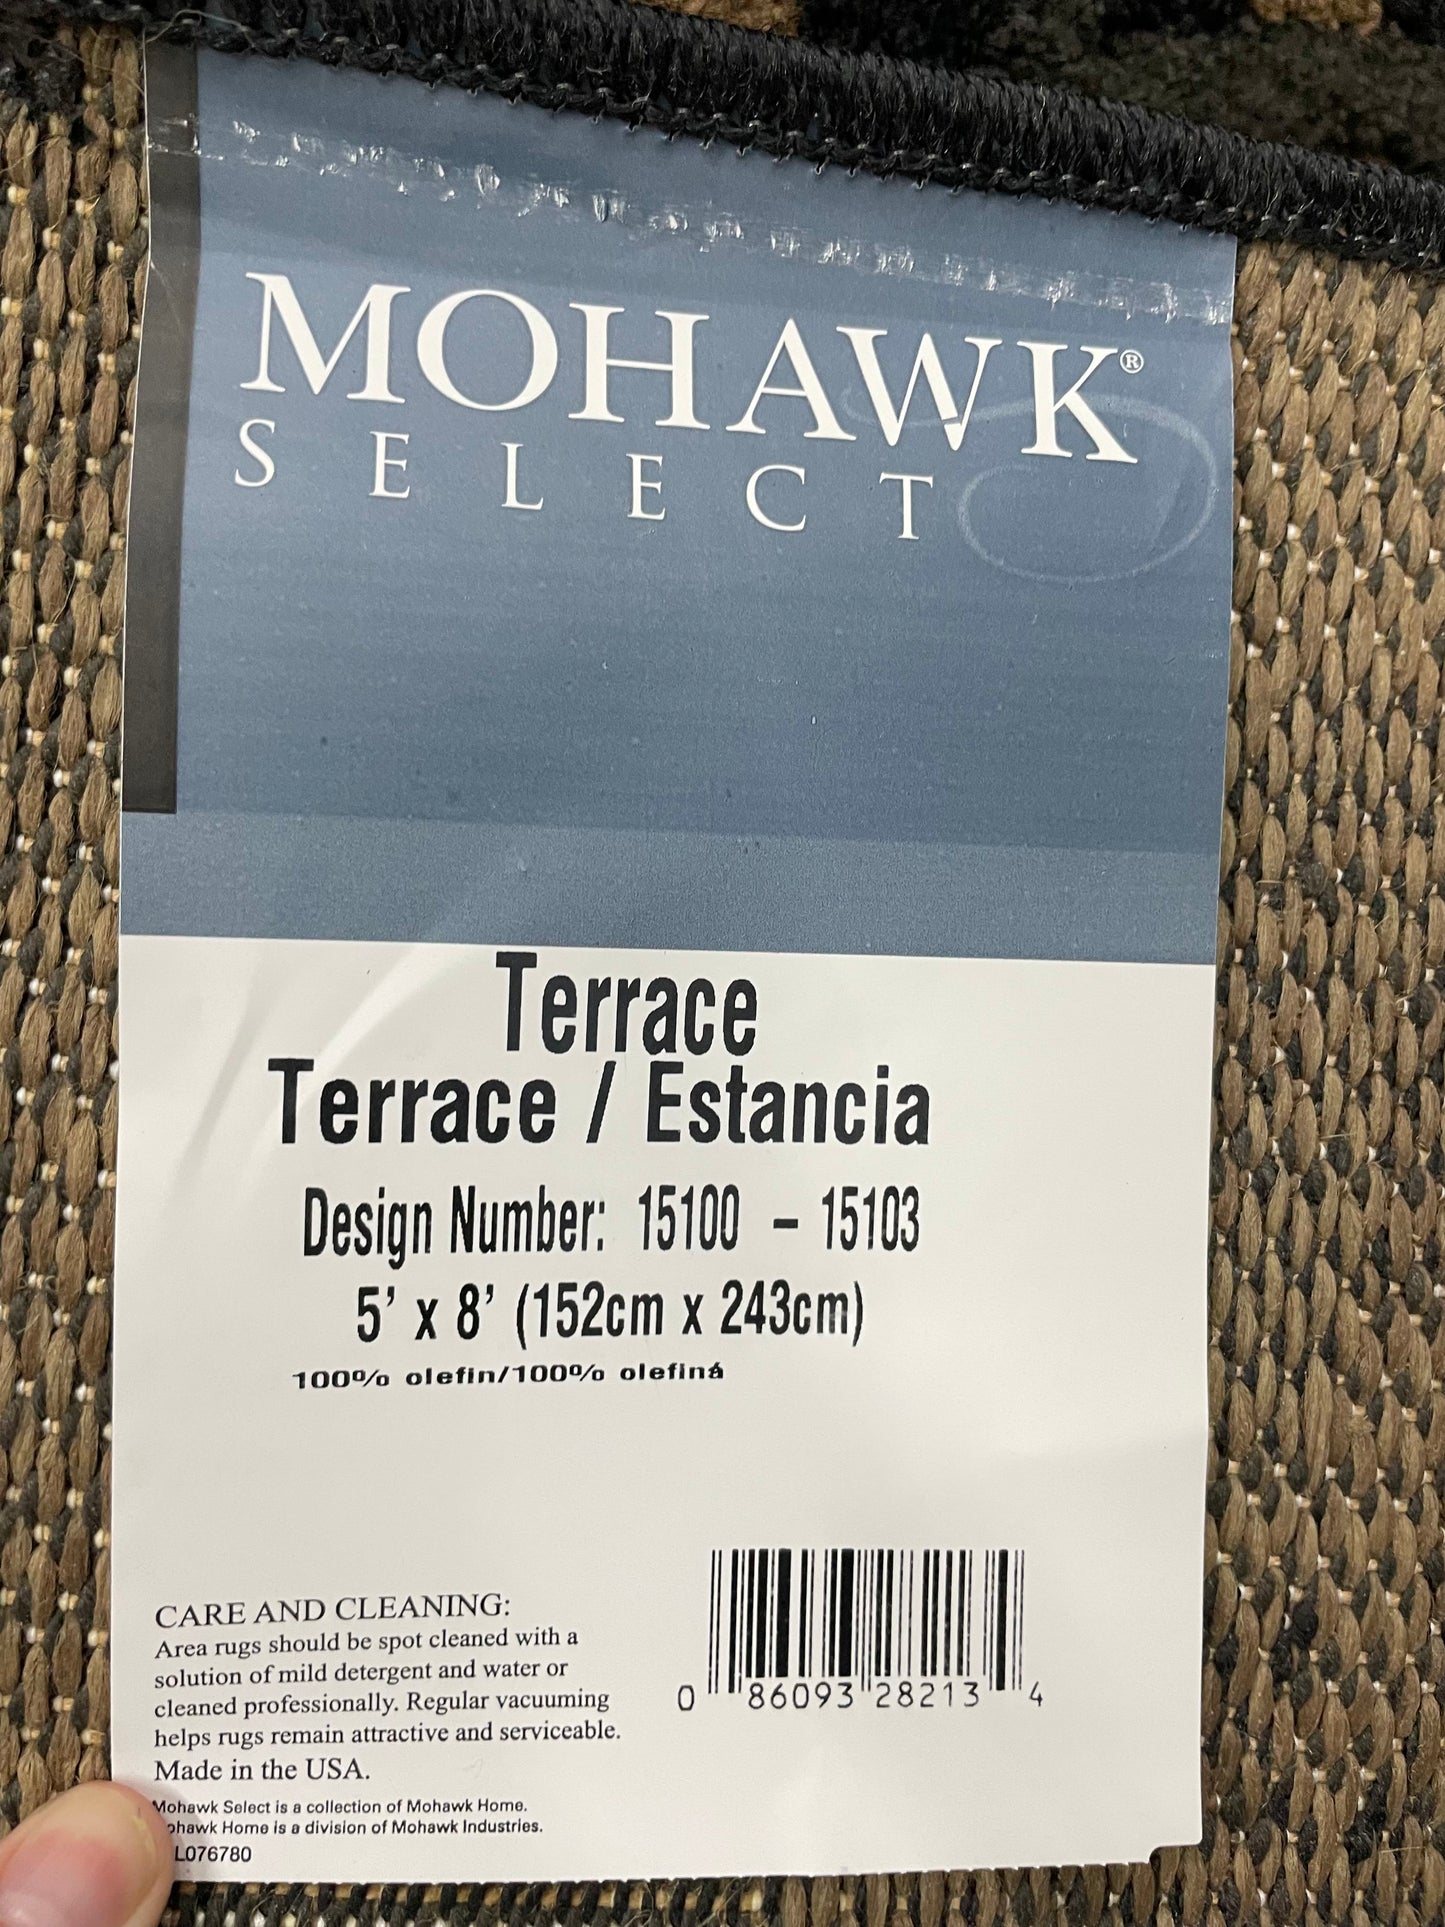 MOHAWK®
SELECT
Terrace
Terrace / Estancia
Design Number: 15100 – 15103
5' x 8' (152cm x 243cm)
100% olefin/100% olefiná
CARE AND CLEANING:
Area rugs should be spot cleaned with a
solution of mild detergent and water or
cleaned professionally. Regular vacuuming
helps rugs remain attractive and serviceable.
Made in the USA.
Mohawk Select is a collection of Mohawk Home.
Mohawk Home is a division of Mohawk Industries.
L076780
0 86093 28213 4